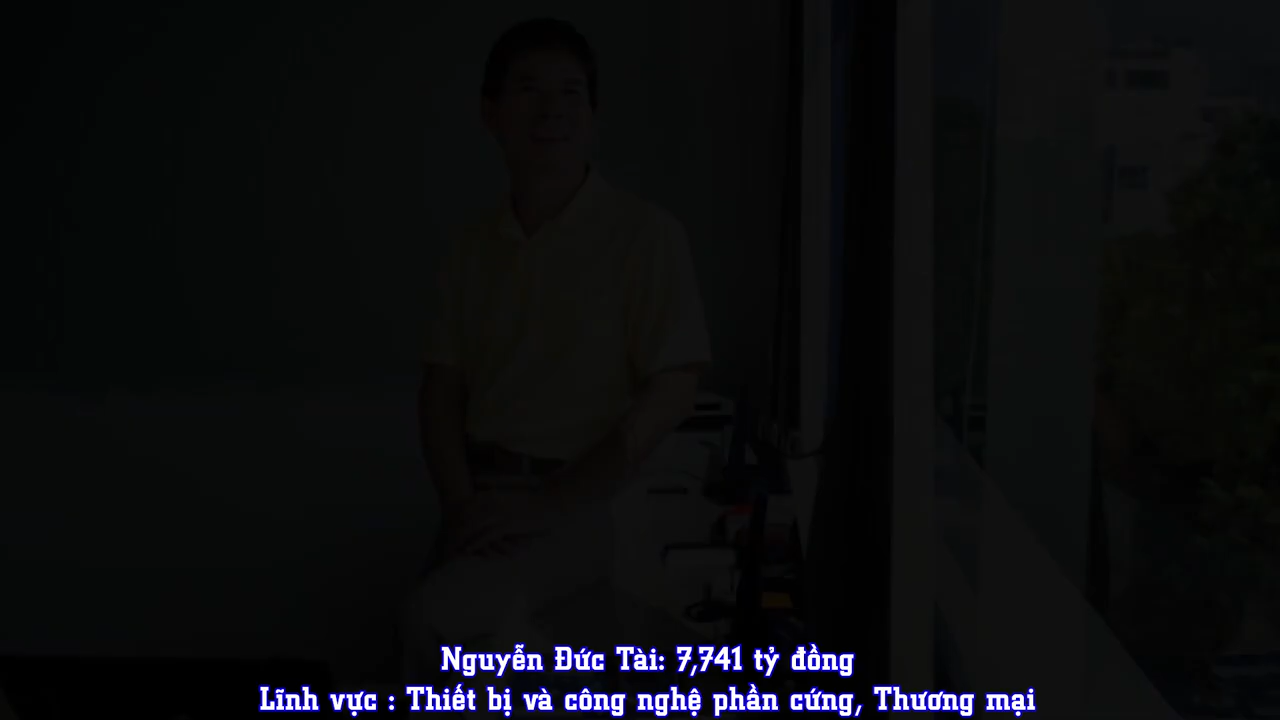 Nguyễn Đức Tài: 7,741 tỷ đồng
Lĩnh vực : Thiết bị và công nghệ phần cứng, Thương mại